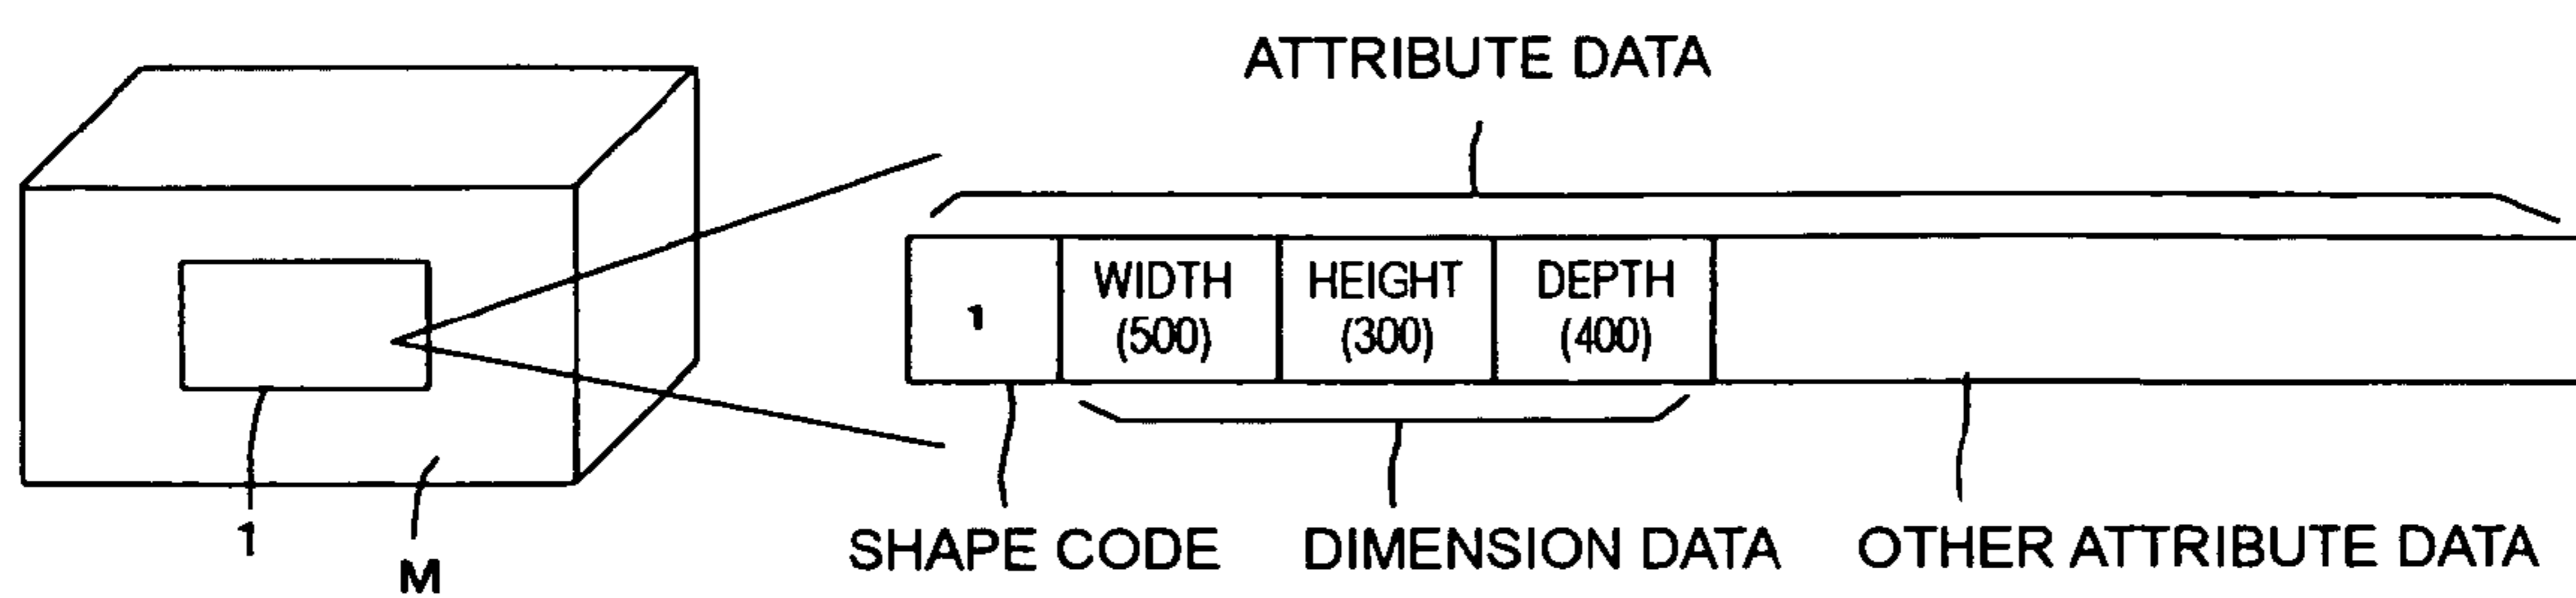 ATTRIBUTE DATA
1 WIDTH HEIGHT DEPTH
(500) (300) (400)
SHAPE CODE DIMENSION DATA OTHER ATTRIBUTE DATA
1
M